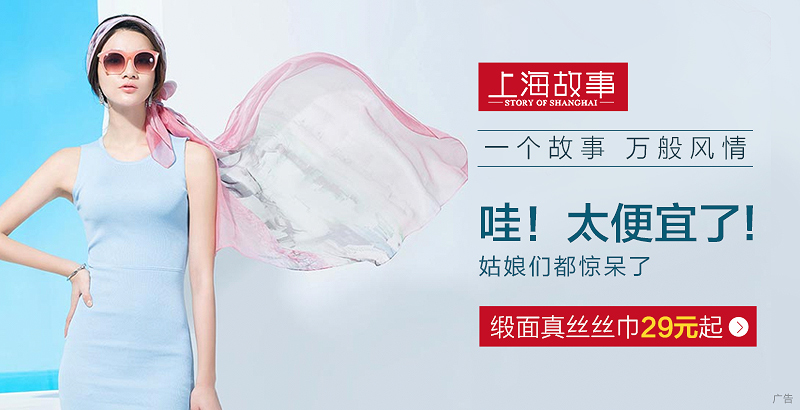 上海故事
STORY OF SHANGHAI
一个故事 万般风情
哇！太便宜了!
姑娘们都惊呆了
缎面真丝丝巾29元起
广告